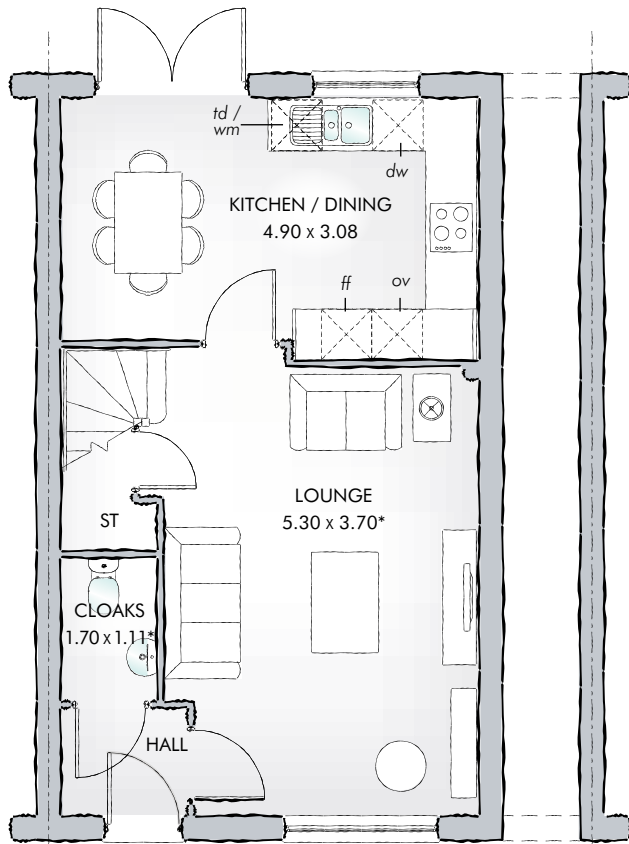 td /
wm
dw
KITCHEN / DINING
4.90 x 3.08
ff
ov
LOUNGE
5.30 x 3.70*
ST
CLOAKS
1.70 x 1.11*
HALL